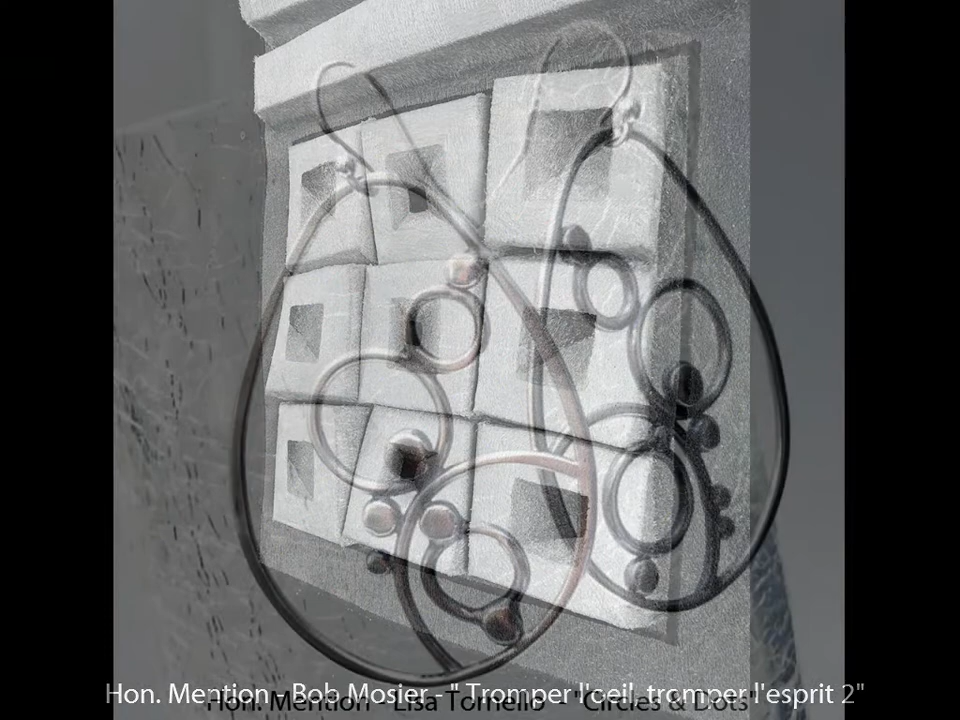 Hon. Mention - Bob Mosier - " Tromper l'oeil, tromper l'esprit 2"
Hon. Mention - Lisa Tornello - "Circles & Dots"